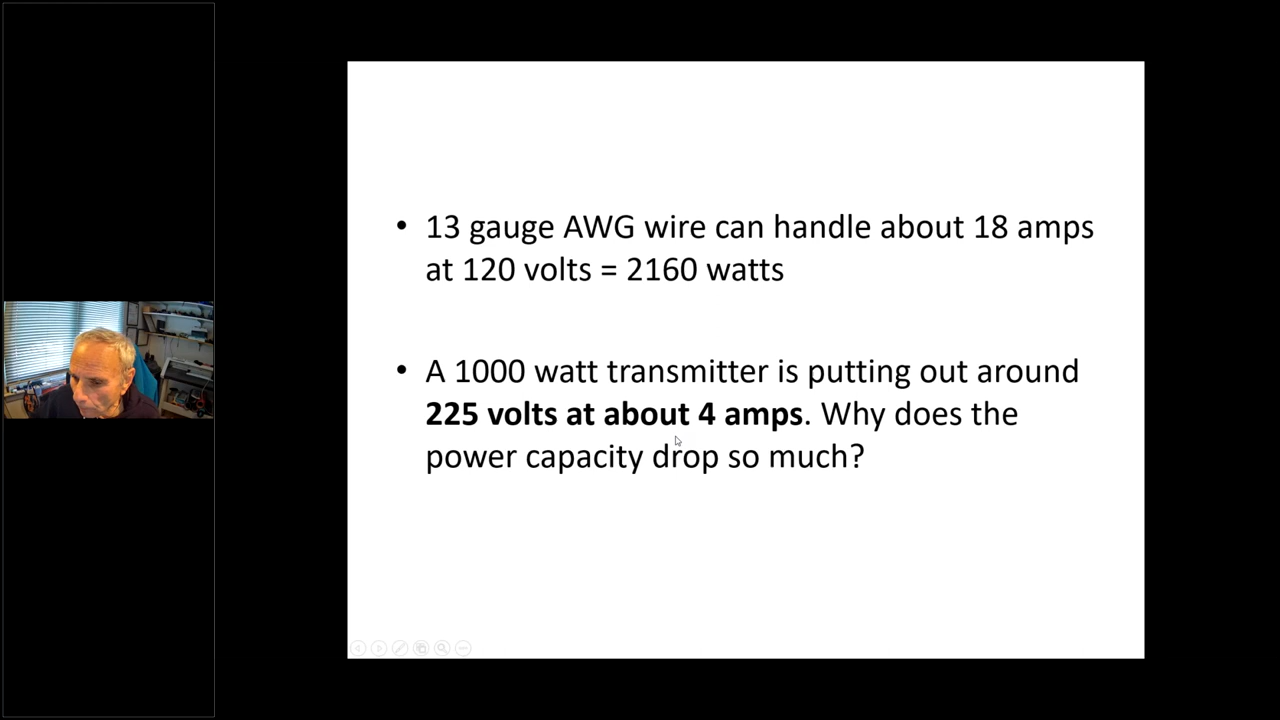 • 13 gauge AWG wire can handle about 18 amps
at 120 volts = 2160 watts
• A 1000 watt transmitter is putting out around
225 volts at about 4 amps. Why does the
power capacity drop so much?